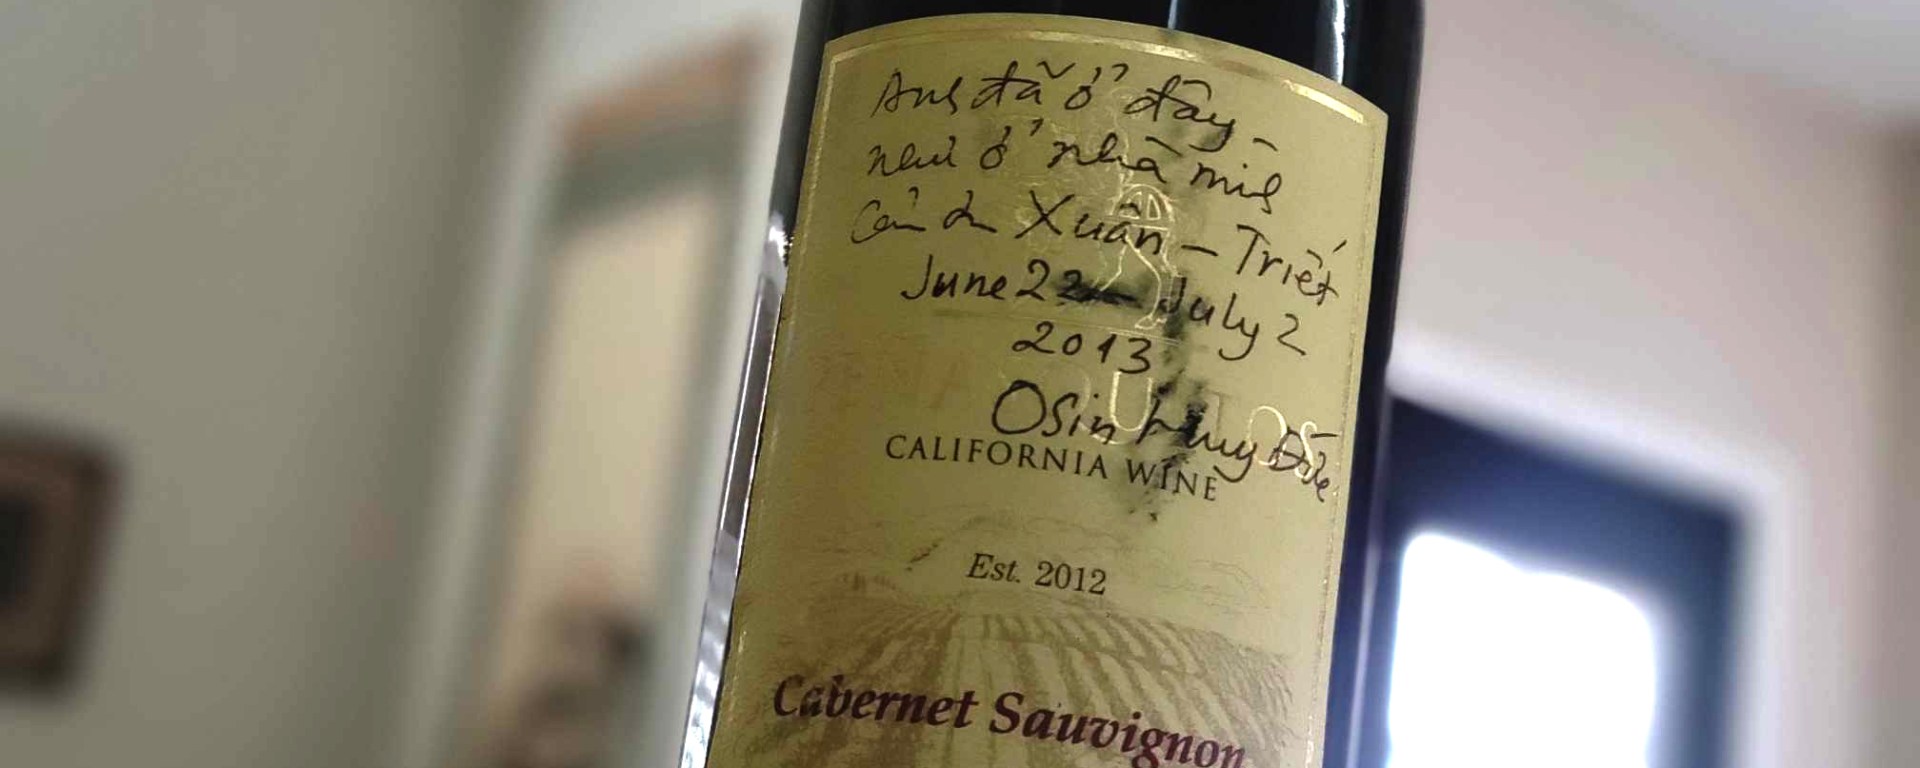 Anh đã ở đây -
như ở nhà mình
Cảm ơn Xuân - Triết
June 22 - July 2
2013
Osin Huy Đức
CALIFORNIA WINE
Est. 2012
Cabernet Sauvignon